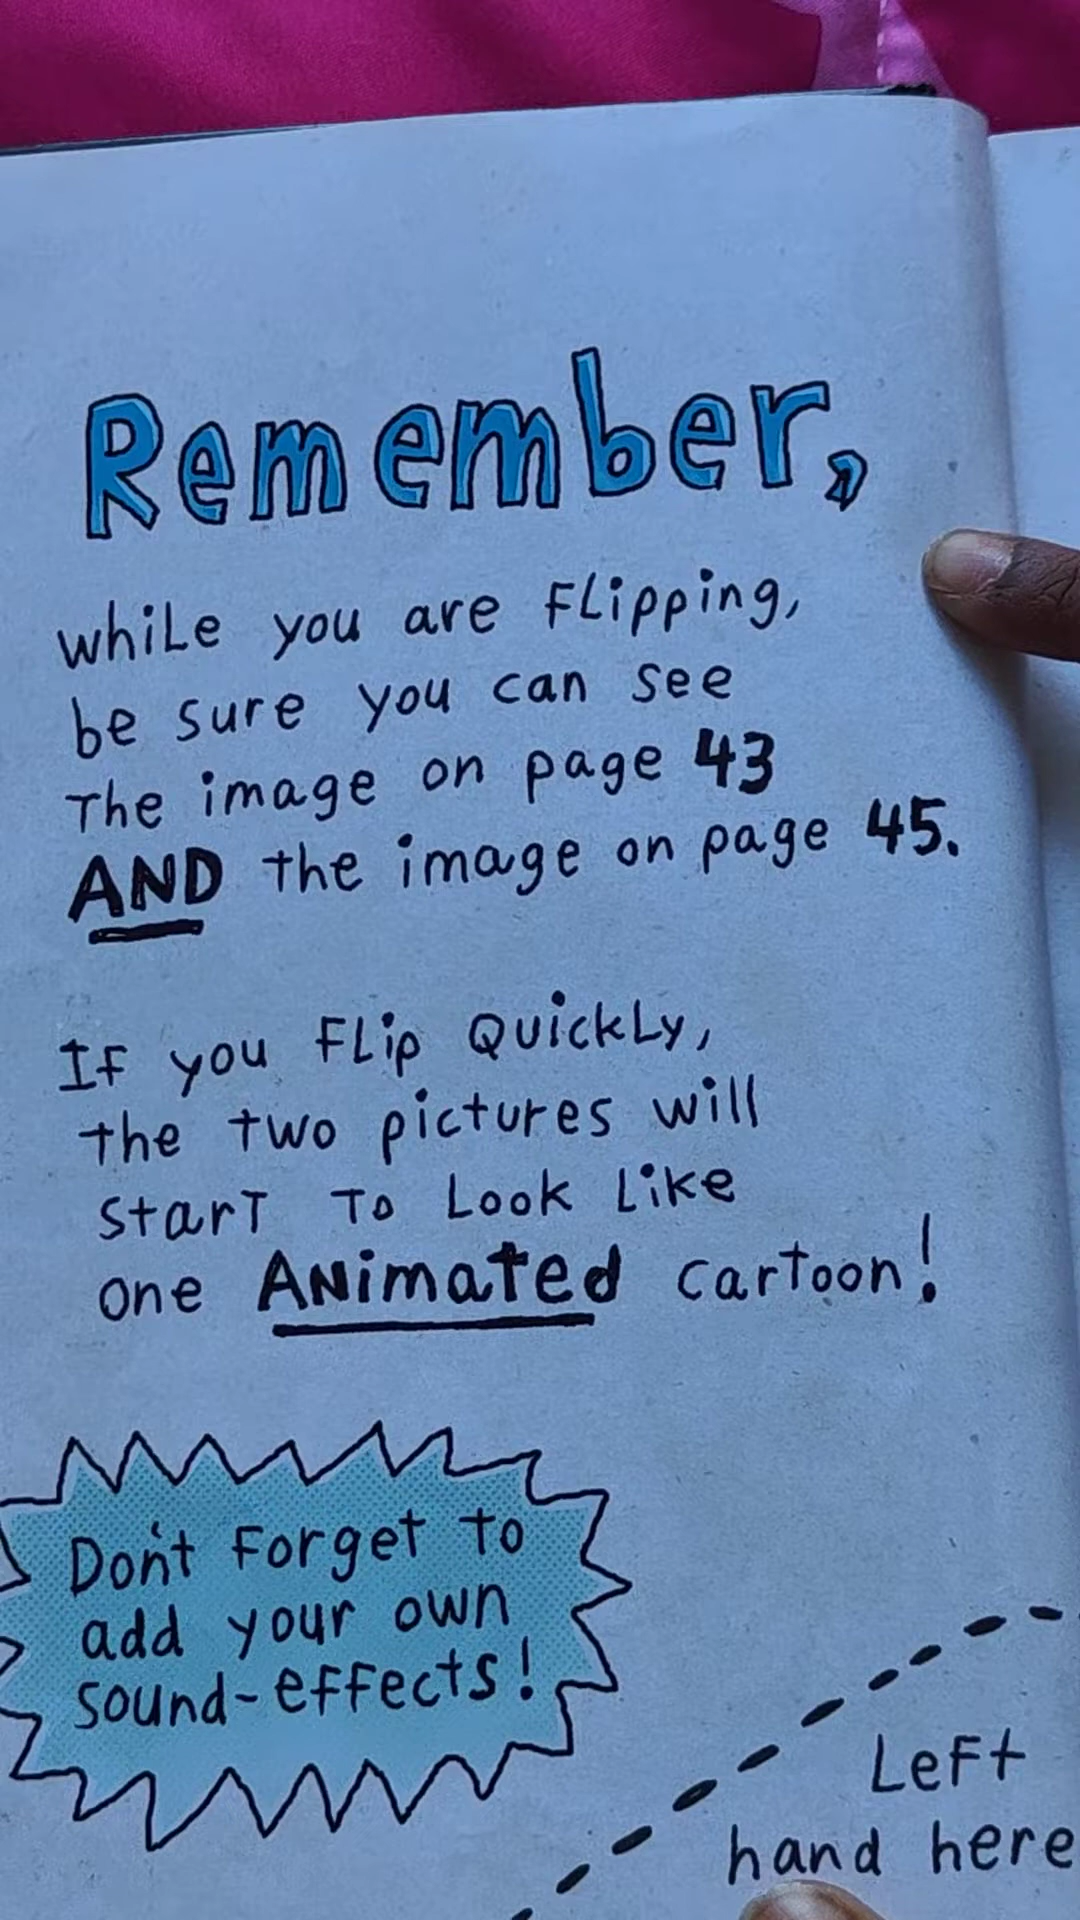 Remember,
while you are Flipping,
be sure you can see
The image on page 43
AND the image on page 45.
If you Flip Quickly,
the two pictures will
start To Look Like
one Animated cartoon!
Don't Forget to
add your own
sound-effects!
Left
hand here